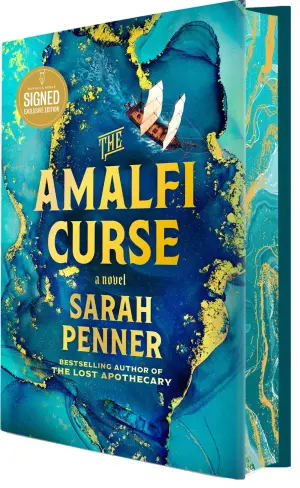 SIGNED
EXCLUSIVE EDITION
THE
AMALFI
CURSE
a novel
SARAH
PENNER
BESTSELLING AUTHOR OF
THE LOST APOTHECARY